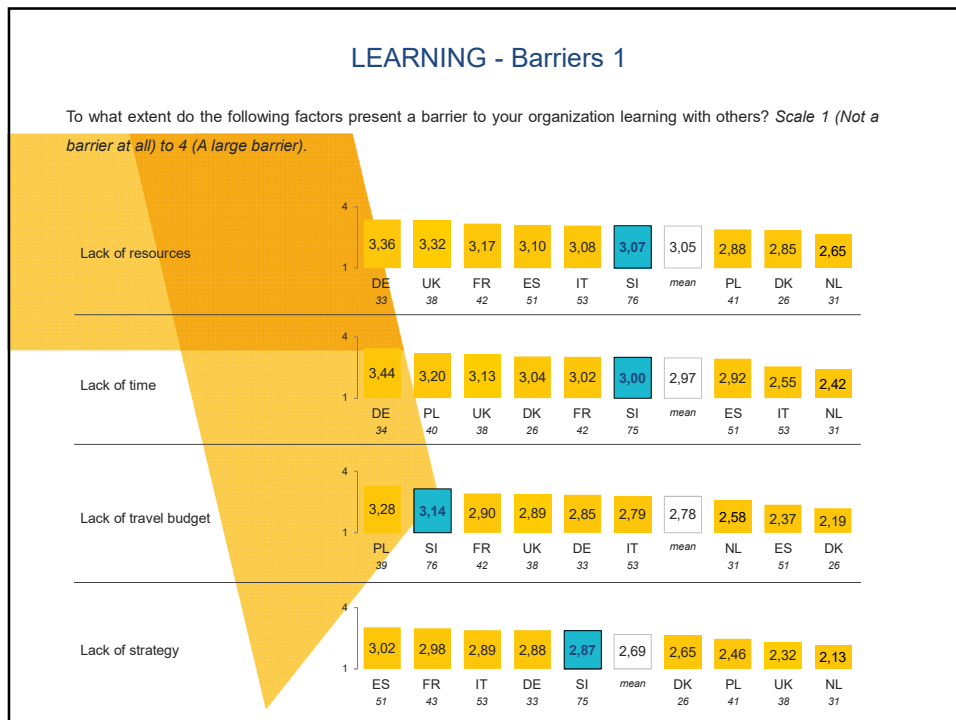 LEARNING - Barriers 1
To what extent do the following factors present a barrier to your organization learning with others? Scale 1 (Not a
barrier at all) to 4 (A large barrier).
Lack of resources
4
1
3,36 3,32 3,17 3,10 3,08 3,07 3,05 2,88 2,85 2,65
DE UK FR ES IT SI mean PL DK NL
33 38 42 51 53 76 41 26 31
Lack of time
4
1
3,44 3,20 3,13 3,04 3,02 3,00 2,97 2,92 2,55 2,42
DE PL UK DK FR SI mean ES IT NL
34 40 38 26 42 75 51 53 31
Lack of travel budget
4
1
3,28 3,14 2,90 2,89 2,85 2,79 2,78 2,58 2,37 2,19
PL SI FR UK DE IT mean NL ES DK
39 76 42 38 33 53 31 51 26
Lack of strategy
4
1
3,02 2,98 2,89 2,88 2,87 2,69 2,65 2,46 2,32 2,13
ES FR IT DE SI mean DK PL UK NL
51 43 53 33 75 26 41 38 31